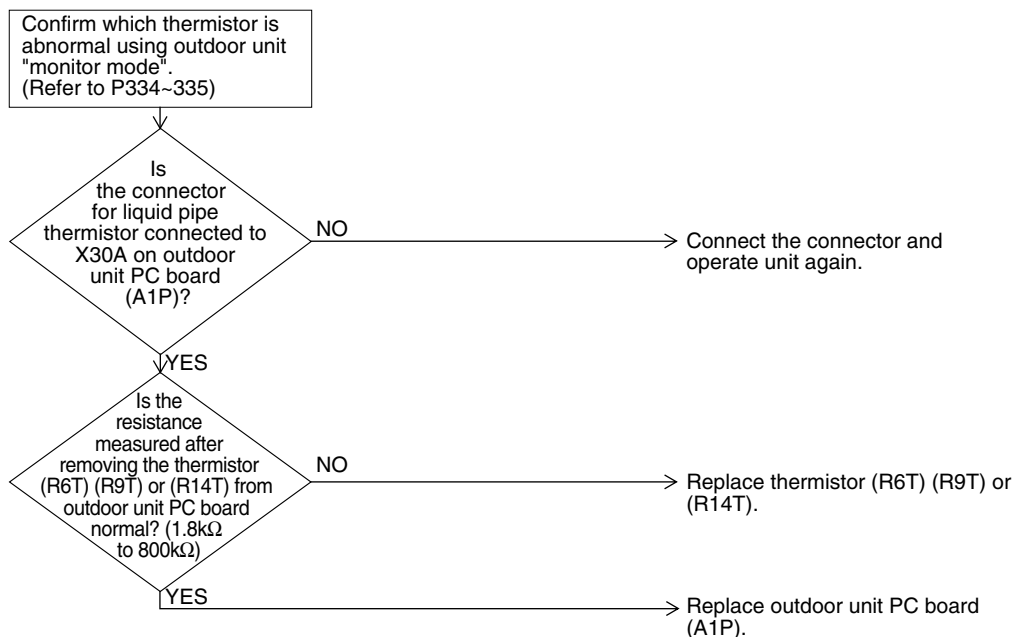 Confirm which thermistor is
abnormal using outdoor unit
"monitor mode".
(Refer to P334~335)
Is
the connector
for liquid pipe
thermistor connected to
X30A on outdoor
unit PC board
(A1P)?
NO
Connect the connector and
operate unit again.
YES
Is the
resistance
measured after
removing the thermistor
(R6T) (R9T) or (R14T) from
outdoor unit PC board
normal? (1.8kΩ
to 800kΩ)
NO
Replace thermistor (R6T) (R9T) or
(R14T).
YES
Replace outdoor unit PC board
(A1P).